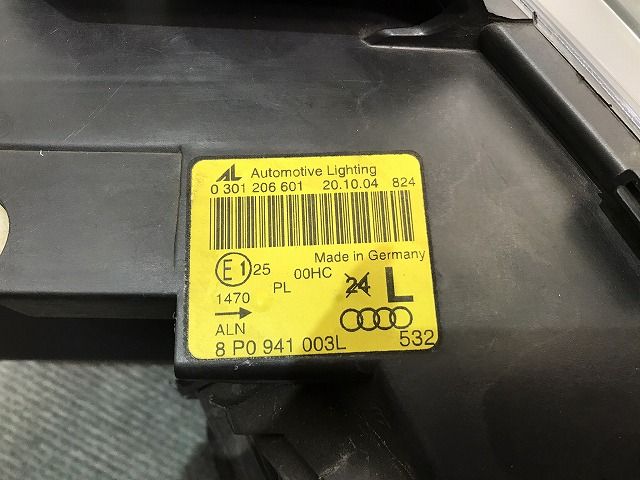 AL Automotive Lighting
0 301 206 601 20.10.04 824
Made in Germany
E1 25 00HC 24 L
1470 PL
ALN
8 P0 941 003L 532